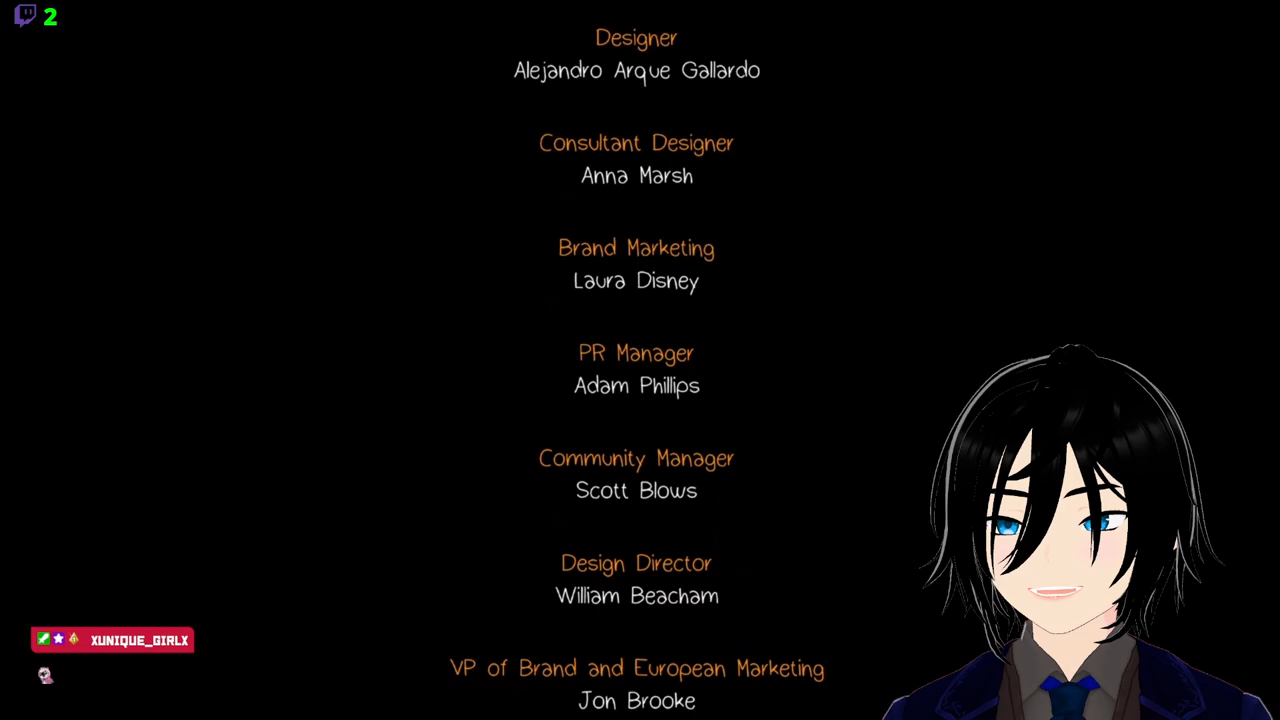 2
Designer
Alejandro Arque Gallardo
Consultant Designer
Anna Marsh
Brand Marketing
Laura Disney
PR Manager
Adam Phillips
Community Manager
Scott Blows
Design Director
William Beacham
XUNIQUE_GIRLX
VP of Brand and European Marketing
Jon Brooke